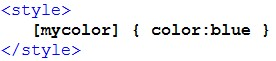 <style>
[mycolor] { color:blue }
</style>